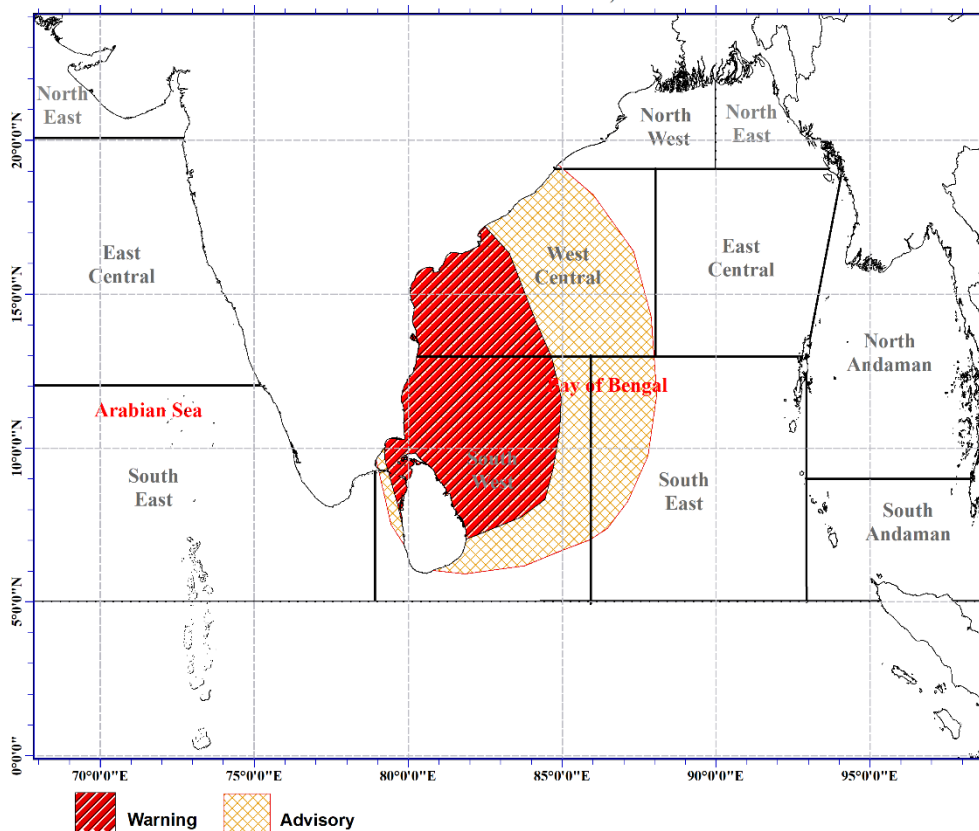 North
East
North
West
North
East
20°0'0"N
East
Central
West
Central
East
Central
15°0'0"N
North
Andaman
Bay of Bengal
Arabian Sea
10°0'0"N
South
East
South
West
South
East
South
Andaman
5°0'0"N
0°0'0"
70°0'0"E
75°0'0"E
80°0'0"E
85°0'0"E
90°0'0"E
95°0'0"E
Warning
Advisory